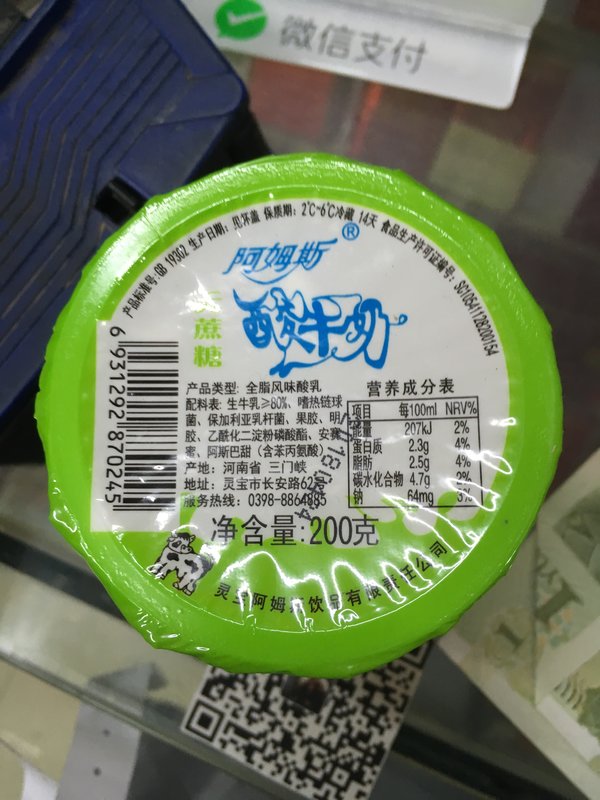 微信支付
产品标准号:GB 19302 生产日期：见杯盖 保质期：2℃-6℃冷藏 14天 食品生产许可证编号：SC10541128200154
阿姆斯®
无蔗糖
酸牛奶
6 931292 870245
产品类型: 全脂风味酸乳
配料表: 生牛乳≥80%、嗜热链球
菌、保加利亚乳杆菌、果胶、明
胶、乙酰化二淀粉磷酸酯、安赛
蜜、阿斯巴甜（含苯丙氨酸）
产地: 河南省 三门峡
地址: 灵宝市长安路62号
服务热线: 0398-8864885
营养成分表
项目 每100ml NRV%
能量 207kJ 2%
蛋白质 2.3g 4%
脂肪 2.5g 4%
碳水化合物 4.7g 2%
钠 64mg 3%
净含量:200克
灵宝阿姆斯饮品有限责任公司